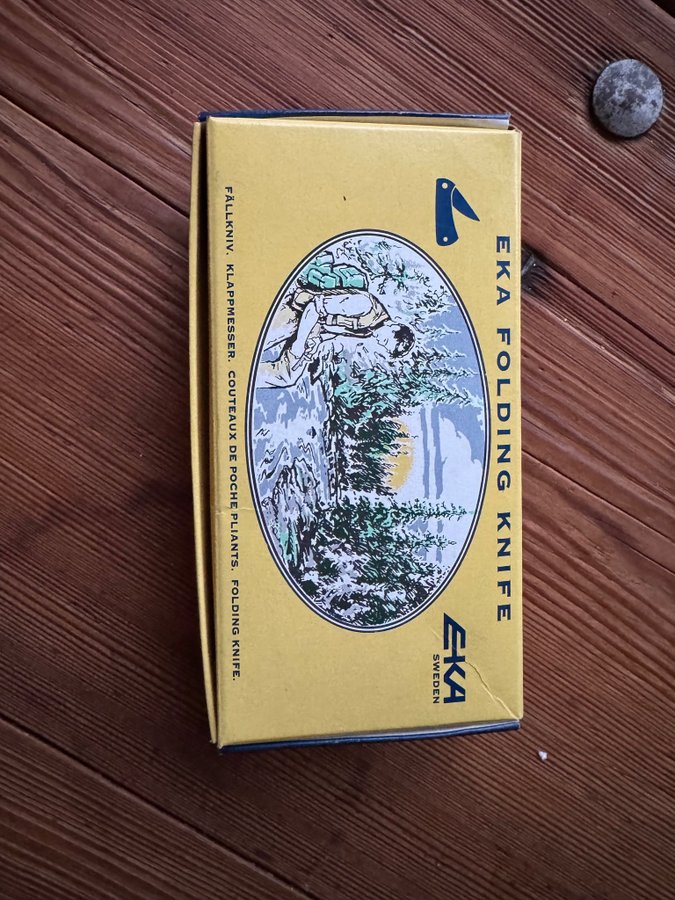 EKA FOLDING KNIFE
EKA
SWEDEN
FÄLLKNIV. KLAPPMESSER. COUTEAUX DE POCHE PLIANTS. FOLDING KNIFE.